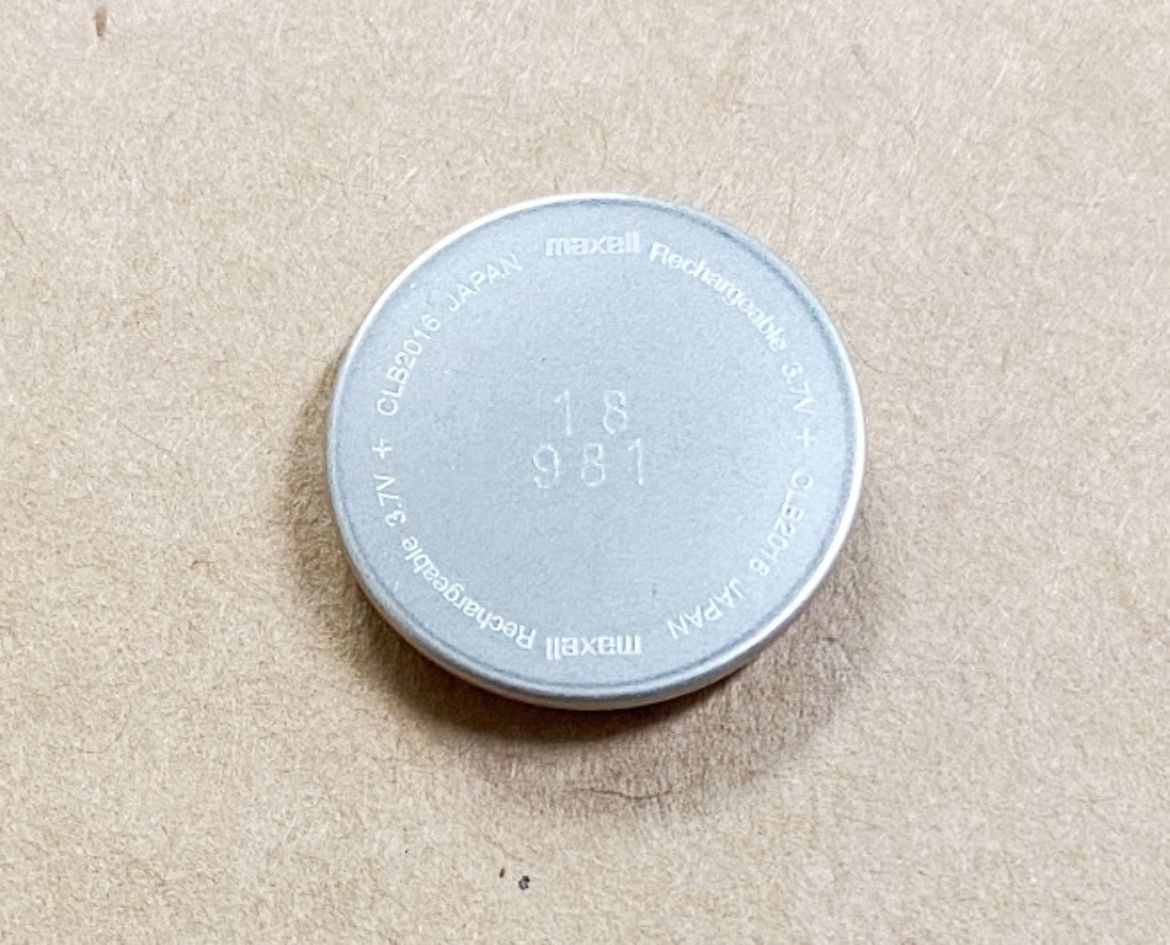 maxell Rechargeable 3.7V + CLB2016 JAPAN
maxell Rechargeable 3.7V + CLB2016 JAPAN
18
981